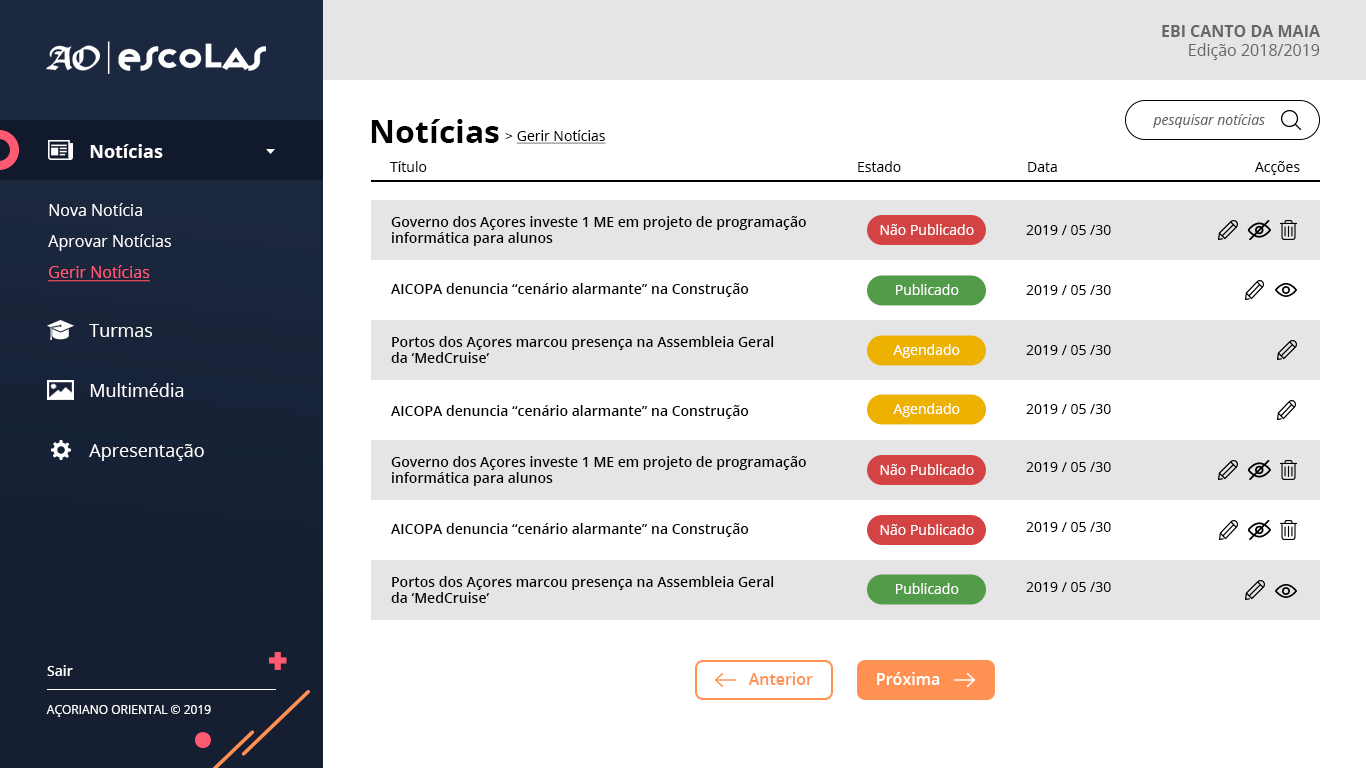 AO | escolas
EBI CANTO DA MAIA
Edição 2018/2019
Notícias
Nova Notícia
Aprovar Notícias
Gerir Notícias
Turmas
Multimédia
Apresentação
Sair
AÇORIANO ORIENTAL © 2019
Notícias > Gerir Notícias
pesquisar notícias
Título Estado Data Acções
Governo dos Açores investe 1 ME em projeto de programação
informática para alunos
Não Publicado 2019 / 05 /30
AICOPA denuncia “cenário alarmante” na Construção Publicado 2019 / 05 /30
Portos dos Açores marcou presença na Assembleia Geral
da ‘MedCruise’
Agendado 2019 / 05 /30
AICOPA denuncia “cenário alarmante” na Construção Agendado 2019 / 05 /30
Governo dos Açores investe 1 ME em projeto de programação
informática para alunos
Não Publicado 2019 / 05 /30
AICOPA denuncia “cenário alarmante” na Construção Não Publicado 2019 / 05 /30
Portos dos Açores marcou presença na Assembleia Geral
da ‘MedCruise’
Publicado 2019 / 05 /30
Anterior Próxima